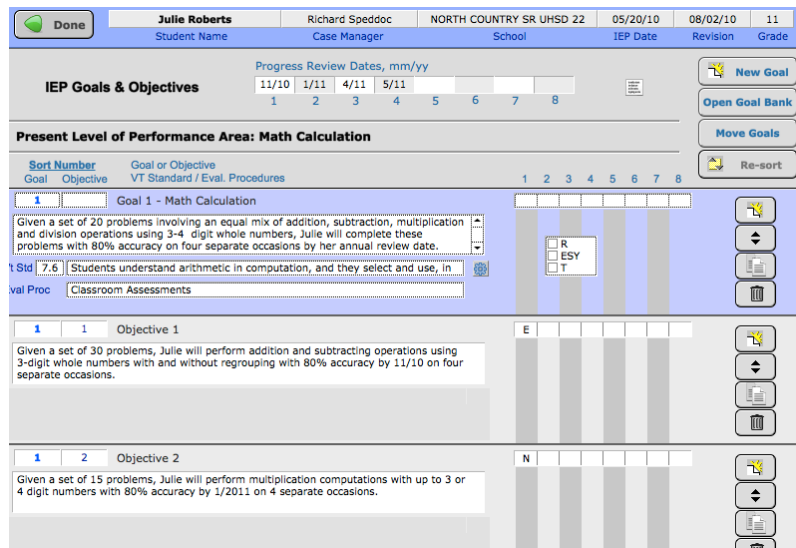 Done
Julie Roberts Richard Speddoc NORTH COUNTRY SR UHSD 22 05/20/10 08/02/10 11
Student Name Case Manager School IEP Date Revision Grade
IEP Goals & Objectives
Progress Review Dates, mm/yy
11/10 1/11 4/11 5/11
1 2 3 4 5 6 7 8
New Goal
Open Goal Bank
Move Goals
Re-sort
Present Level of Performance Area: Math Calculation
Sort Number Goal or Objective
Goal Objective VT Standard / Eval. Procedures 1 2 3 4 5 6 7 8
1 Goal 1 - Math Calculation
Given a set of 20 problems involving an equal mix of addition, subtraction, multiplication
and division operations using 3-4 digit whole numbers, Julie will complete these
problems with 80% accuracy on four separate occasions by her annual review date.
R
ESY
T
't Std 7.6 Students understand arithmetic in computation, and they select and use, in
val Proc Classroom Assessments
1 1 Objective 1 E
Given a set of 30 problems, Julie will perform addition and subtracting operations using
3-digit whole numbers with and without regrouping with 80% accuracy by 11/10 on four
separate occasions.
1 2 Objective 2 N
Given a set of 15 problems, Julie will perform multiplication computations with up to 3 or
4 digit numbers with 80% accuracy by 1/2011 on 4 separate occasions.